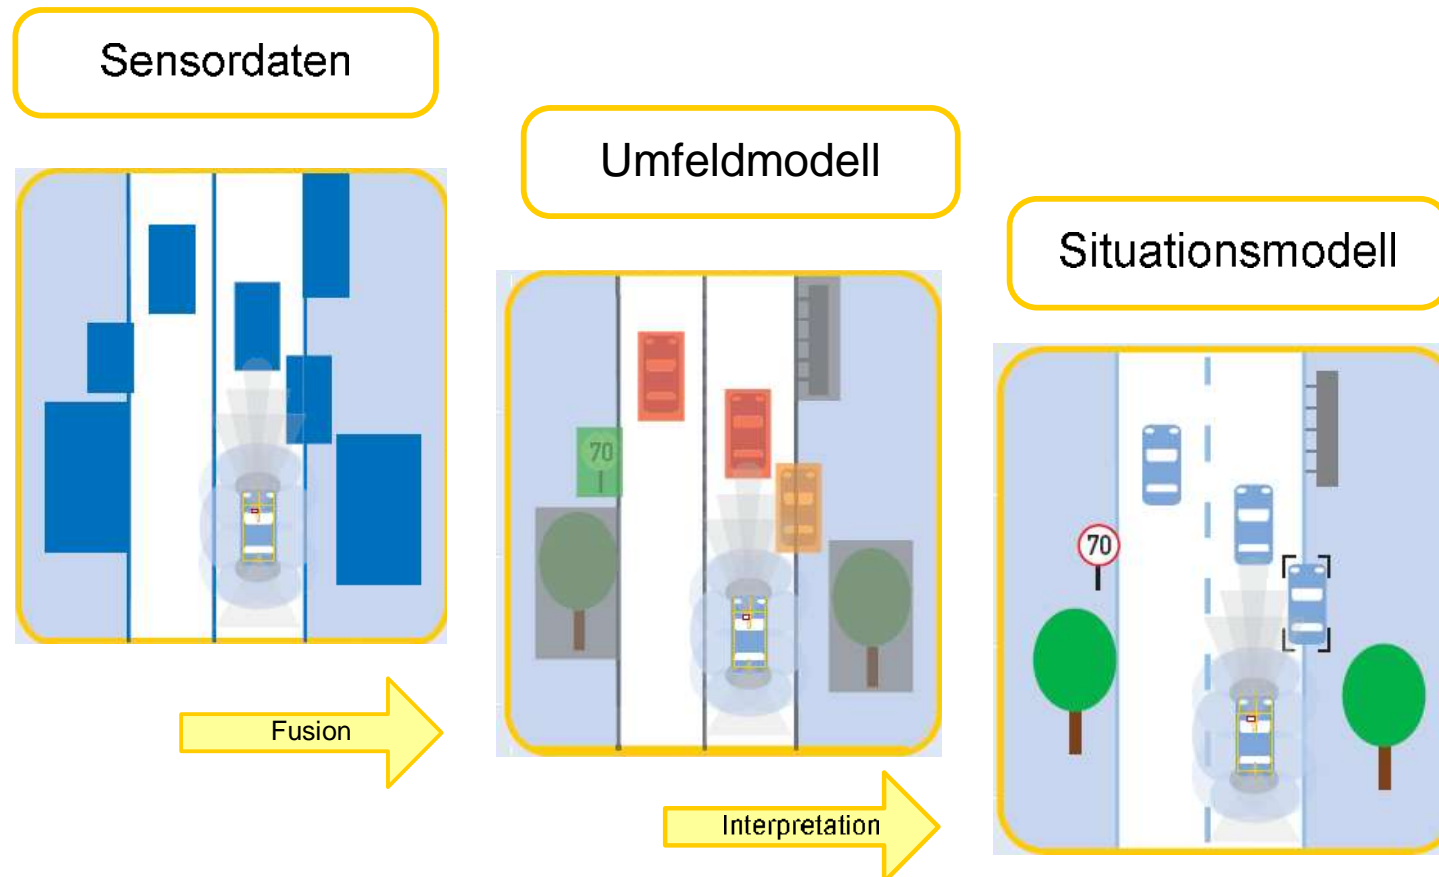 Sensordaten
Umfeldmodell
Situationsmodell
70
70
Fusion
Interpretation